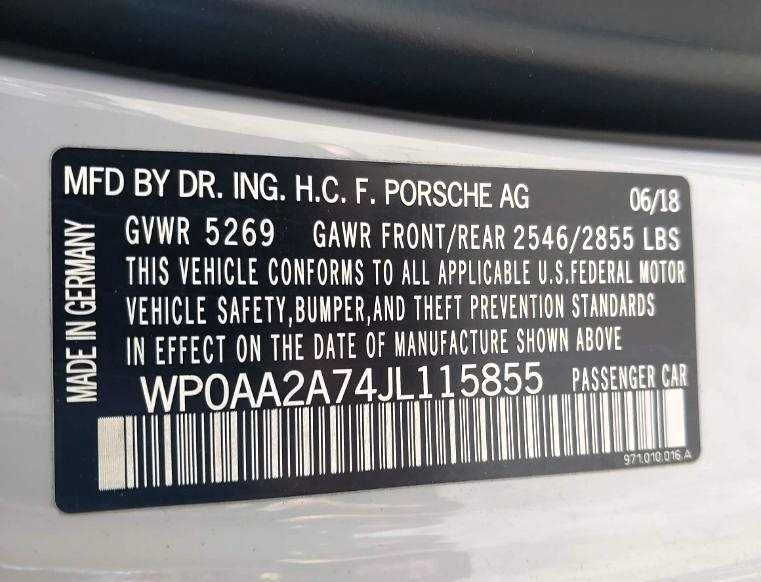 MFD BY DR. ING. H.C. F. PORSCHE AG 06/18
GVWR 5269 GAWR FRONT/REAR 2546/2855 LBS
THIS VEHICLE CONFORMS TO ALL APPLICABLE U.S.FEDERAL MOTOR
VEHICLE SAFETY,BUMPER,AND THEFT PREVENTION STANDARDS
IN EFFECT ON THE DATE OF MANUFACTURE SHOWN ABOVE
WP0AA2A74JL115855 PASSENGER CAR
971.010.016.A
MADE IN GERMANY